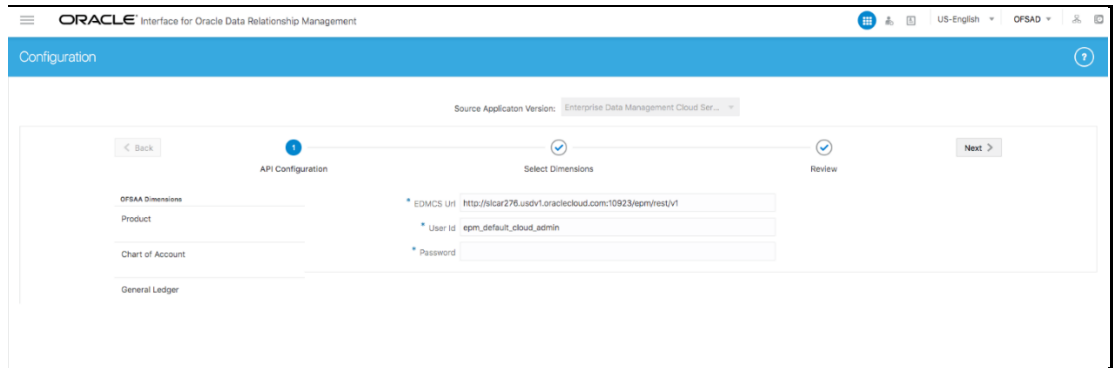 ORACLE® Interface for Oracle Data Relationship Management
US-English
OFSAD
Configuration
?
Source Applicaton Version: Enterprise Data Management Cloud Ser...
< Back
1
Next >
API Configuration
Select Dimensions
Review
OFSAA Dimensions
Product
Chart of Account
General Ledger
* EDMCS Url http://slcar276.usdv1.oraclecloud.com:10923/epm/rest/v1
* User Id epm_default_cloud_admin
* Password